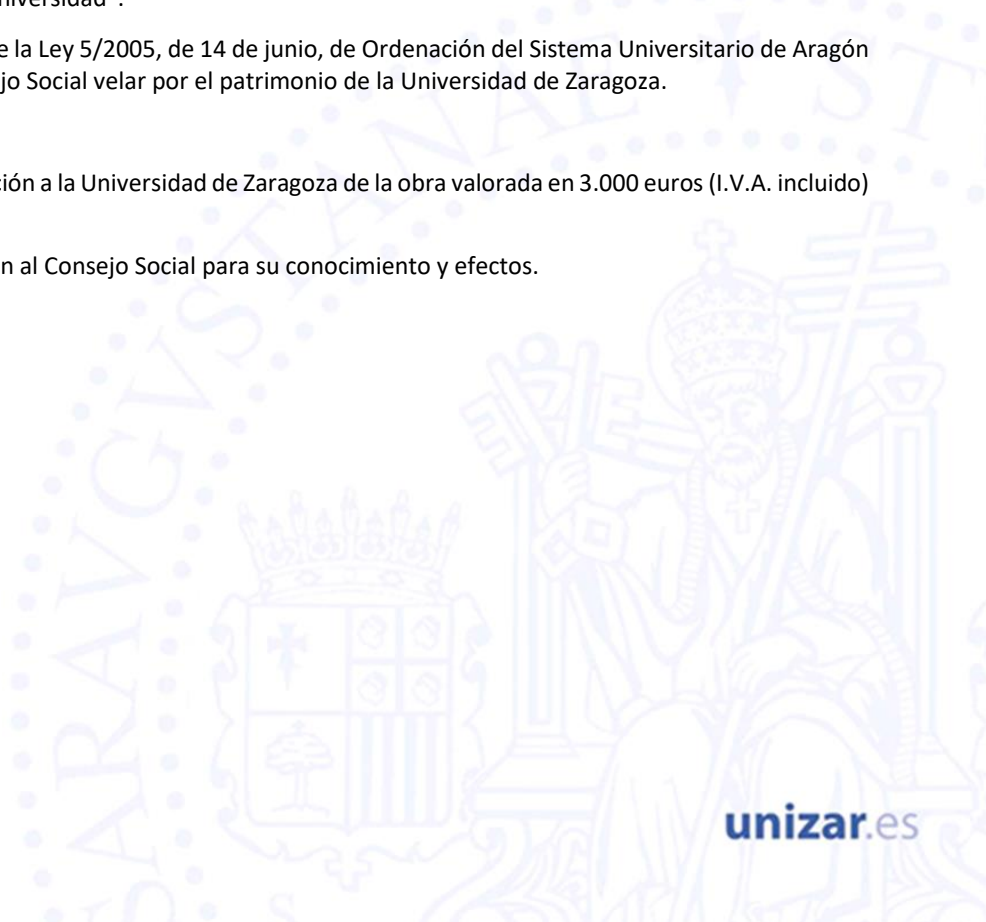 niversidad".
e la Ley 5/2005, de 14 de junio, de Ordenación del Sistema Universitario de Aragón
jo Social velar por el patrimonio de la Universidad de Zaragoza.
ción a la Universidad de Zaragoza de la obra valorada en 3.000 euros (I.V.A. incluido)
n al Consejo Social para su conocimiento y efectos.
unizar.es